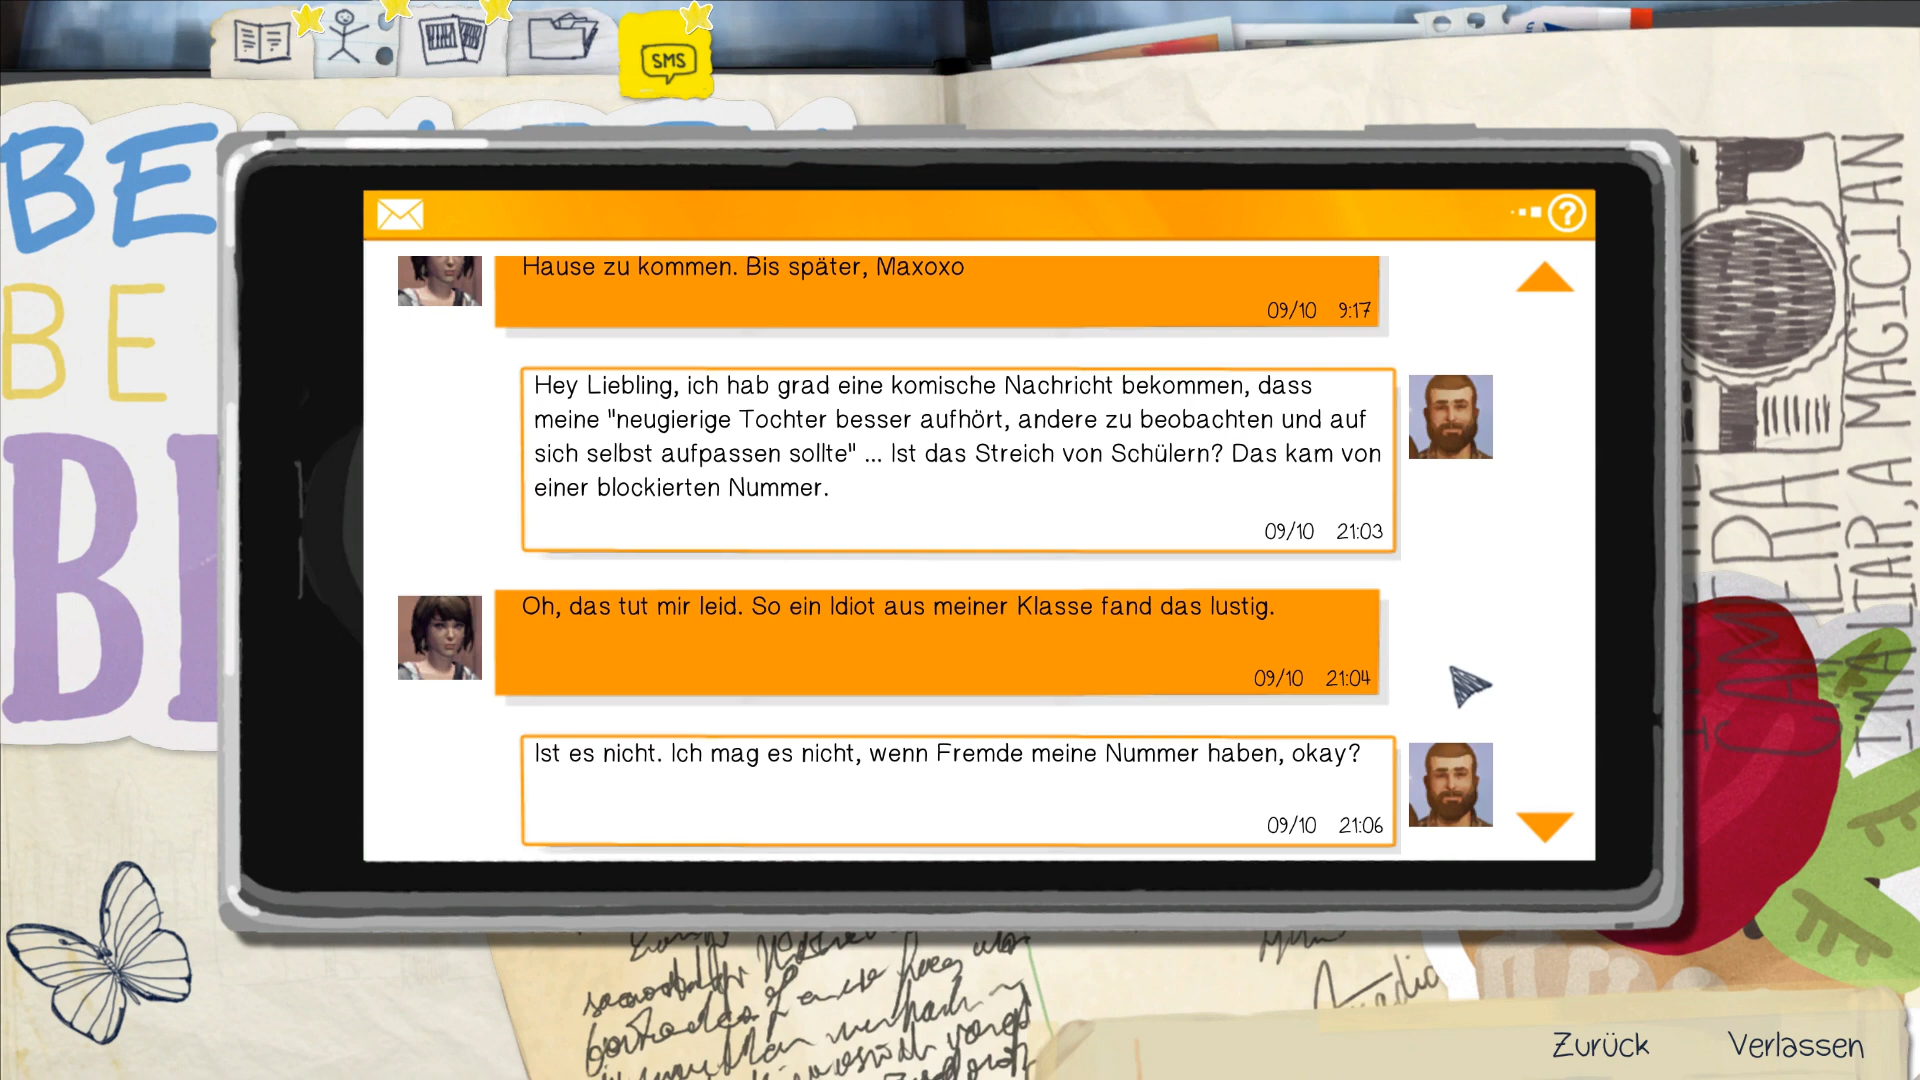 SMS
BE
BE
Hause zu kommen. Bis später, Maxoxo
09/10 9:17
Hey Liebling, ich hab grad eine komische Nachricht bekommen, dass
meine "neugierige Tochter besser aufhört, andere zu beobachten und auf
sich selbst aufpassen sollte" ... Ist das Streich von Schülern? Das kam von
einer blockierten Nummer.
09/10 21:03
Oh, das tut mir leid. So ein Idiot aus meiner Klasse fand das lustig.
09/10 21:04
Ist es nicht. Ich mag es nicht, wenn Fremde meine Nummer haben, okay?
09/10 21:06
CAMERA
I'M A LIAR, A MAGICIAN
Zurück Verlassen